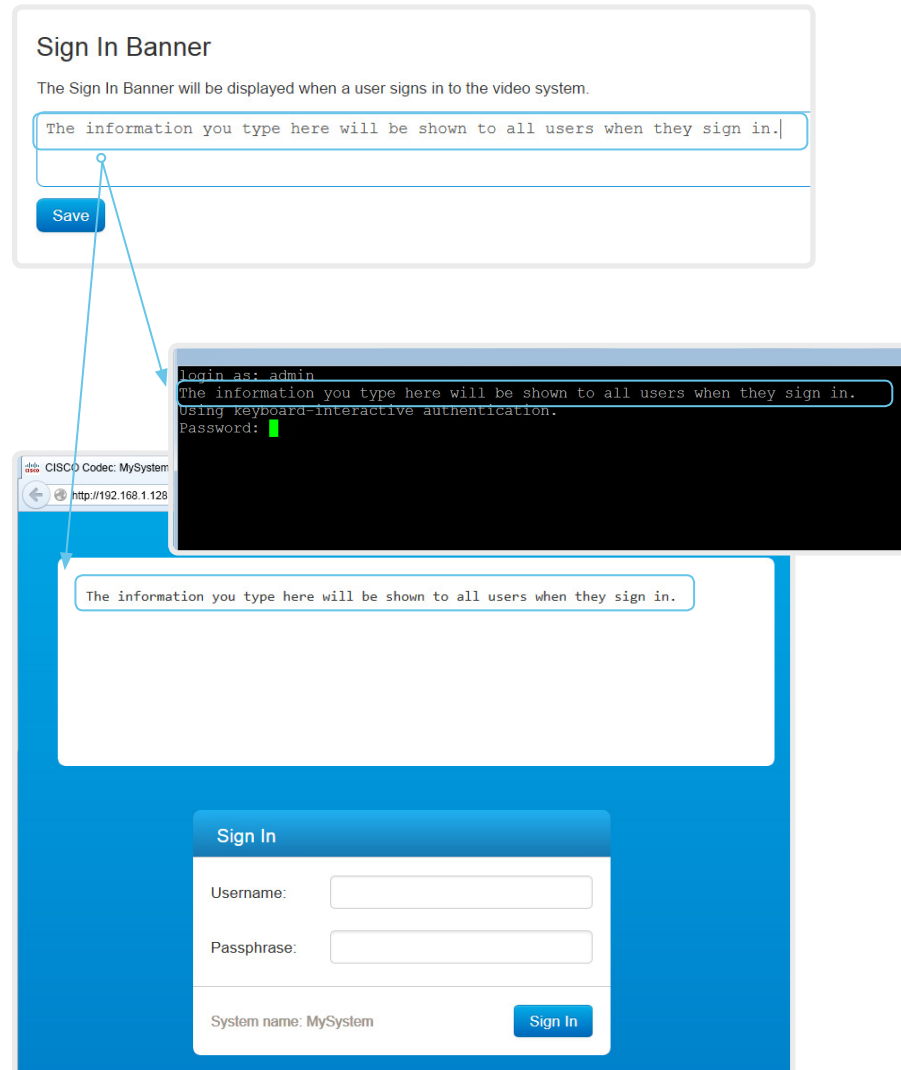 Sign In Banner
The Sign In Banner will be displayed when a user signs in to the video system.
The information you type here will be shown to all users when they sign in.
Save
login as: admin
The information you type here will be shown to all users when they sign in.
Using keyboard-interactive authentication.
Password:
CISCO Codec: MySystem
http://192.168.1.128
The information you type here will be shown to all users when they sign in.
Sign In
Username:
Passphrase:
System name: MySystem
Sign In